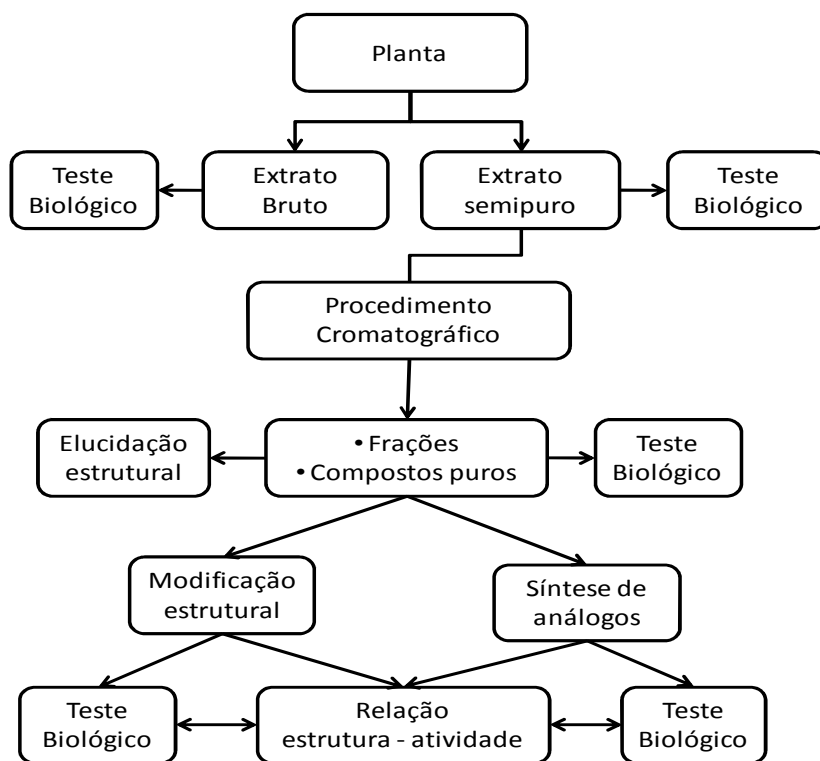 Planta
Teste
Biológico
Extrato
Bruto
Extrato
semipuro
Teste
Biológico
Procedimento
Cromatográfico
Elucidação
estrutural
• Frações
• Compostos puros
Teste
Biológico
Modificação
estrutural
Síntese de
análogos
Teste
Biológico
Relação
estrutura - atividade
Teste
Biológico